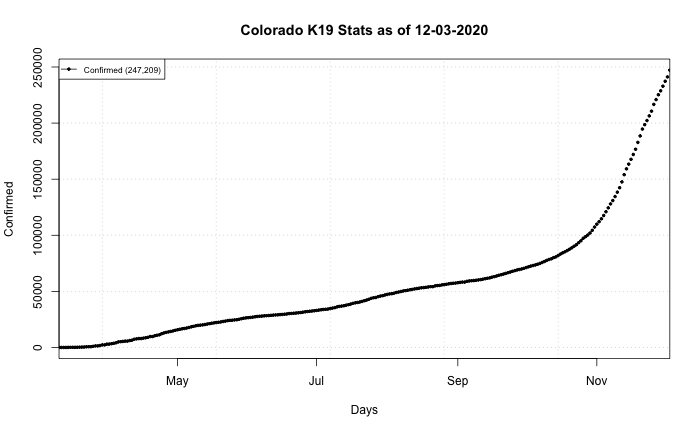 Colorado K19 Stats as of 12-03-2020
Confirmed (247,209)
Confirmed
250000
200000
150000
100000
50000
0
May
Jul
Sep
Nov
Days